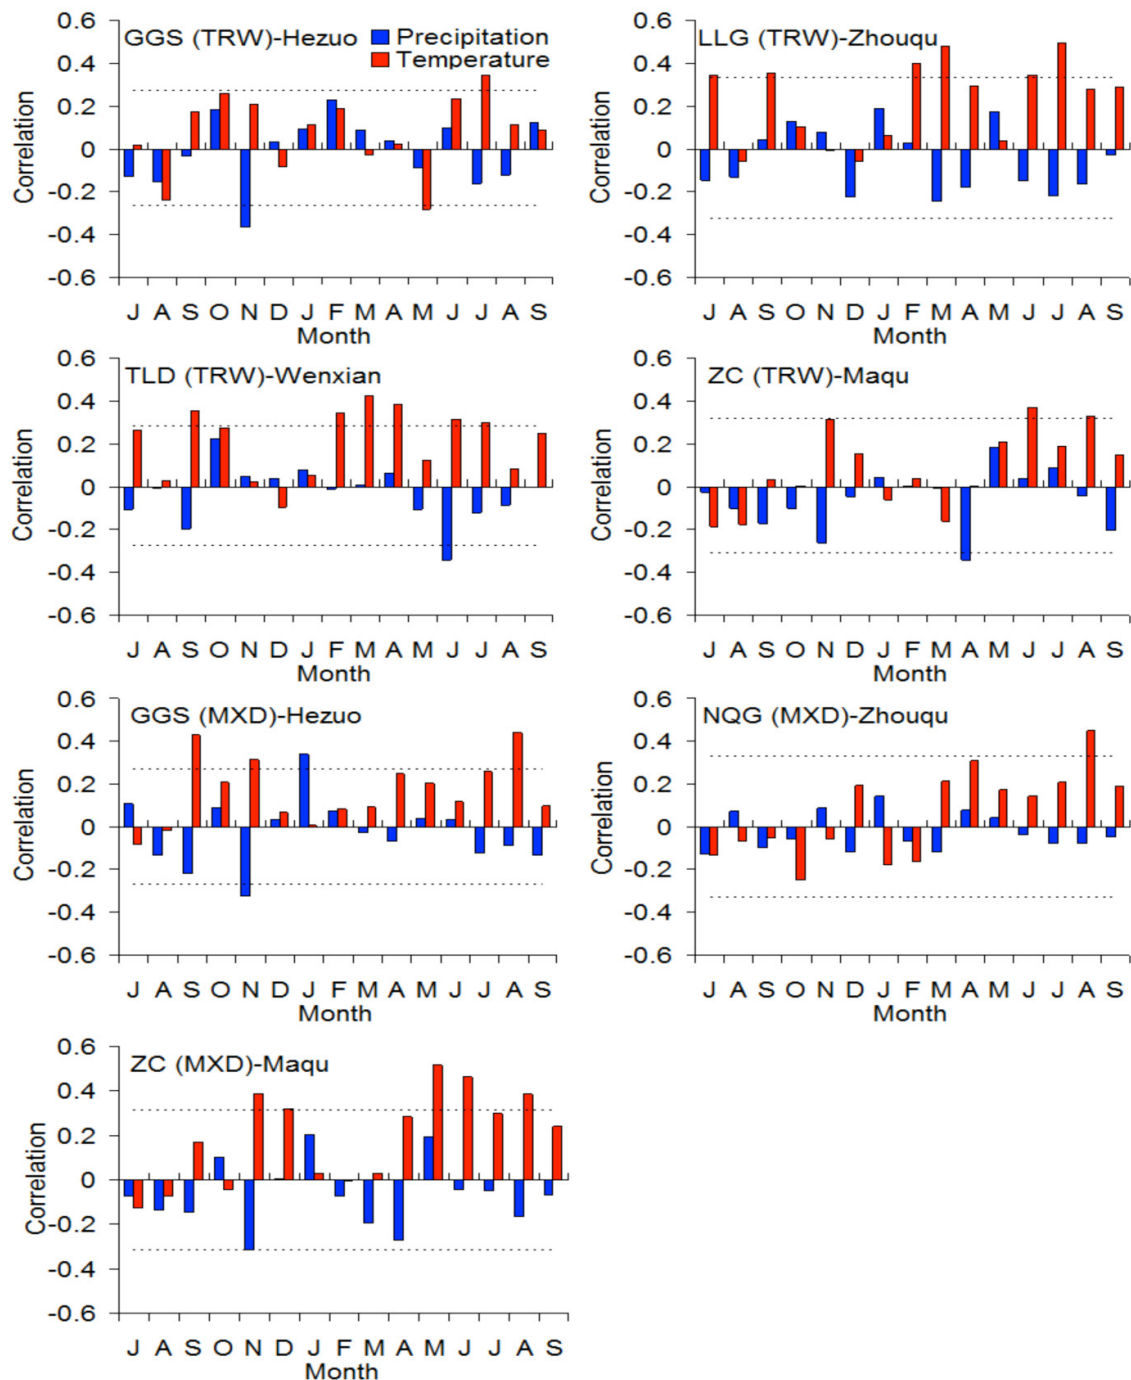 GGS (TRW)-Hezuo
Precipitation
Temperature
0.6
0.4
0.2
0
-0.2
-0.4
-0.6
Correlation
J A S O N D J F M A M J J A S
Month
LLG (TRW)-Zhouqu
0.6
0.4
0.2
0
-0.2
-0.4
-0.6
Correlation
J A S O N D J F M A M J J A S
Month
TLD (TRW)-Wenxian
0.6
0.4
0.2
0
-0.2
-0.4
-0.6
Correlation
J A S O N D J F M A M J J A S
Month
ZC (TRW)-Maqu
0.6
0.4
0.2
0
-0.2
-0.4
-0.6
Correlation
J A S O N D J F M A M J J A S
Month
GGS (MXD)-Hezuo
0.6
0.4
0.2
0
-0.2
-0.4
-0.6
Correlation
J A S O N D J F M A M J J A S
Month
NQG (MXD)-Zhouqu
0.6
0.4
0.2
0
-0.2
-0.4
-0.6
Correlation
J A S O N D J F M A M J J A S
Month
ZC (MXD)-Maqu
0.6
0.4
0.2
0
-0.2
-0.4
-0.6
Correlation
J A S O N D J F M A M J J A S
Month